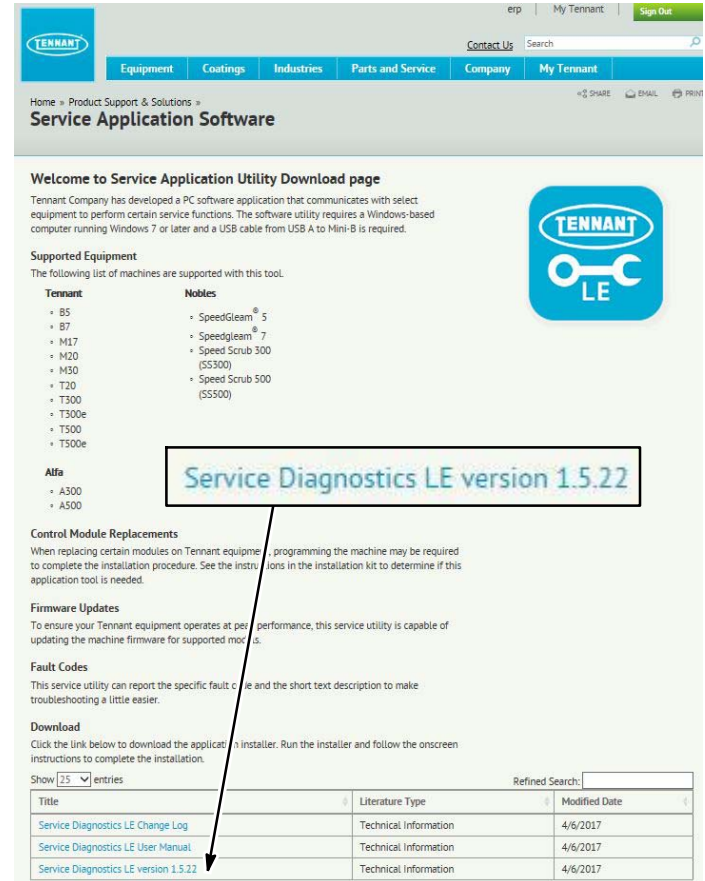 erp | My Tennant | Sign Out
TENNANT
Contact Us Search
Equipment Coatings Industries Parts and Service Company My Tennant
SHARE EMAIL PRINT
Home » Product Support & Solutions »
Service Application Software
Welcome to Service Application Utility Download page
Tennant Company has developed a PC software application that communicates with select
equipment to perform certain service functions. The software utility requires a Windows-based
computer running Windows 7 or later and a USB cable from USB A to Mini-B is required.
TENNANT
LE
Supported Equipment
The following list of machines are supported with this tool.
Tennant
◦ B5
◦ B7
◦ M17
◦ M20
◦ M30
◦ T20
◦ T300
◦ T300e
◦ T500
◦ T500e
Nobles
◦ SpeedGleam® 5
◦ Speedgleam® 7
◦ Speed Scrub 300
(SS300)
◦ Speed Scrub 500
(SS500)
Alfa
◦ A300
◦ A500
Service Diagnostics LE version 1.5.22
Control Module Replacements
When replacing certain modules on Tennant equipment, programming the machine may be required
to complete the installation procedure. See the instructions in the installation kit to determine if this
application tool is needed.
Firmware Updates
To ensure your Tennant equipment operates at peak performance, this service utility is capable of
updating the machine firmware for supported models.
Fault Codes
This service utility can report the specific fault code and the short text description to make
troubleshooting a little easier.
Download
Click the link below to download the application installer. Run the installer and follow the onscreen
instructions to complete the installation.
Show 25 entries Refined Search:
Title Literature Type Modified Date
Service Diagnostics LE Change Log Technical Information 4/6/2017
Service Diagnostics LE User Manual Technical Information 4/6/2017
Service Diagnostics LE version 1.5.22 Technical Information 4/6/2017